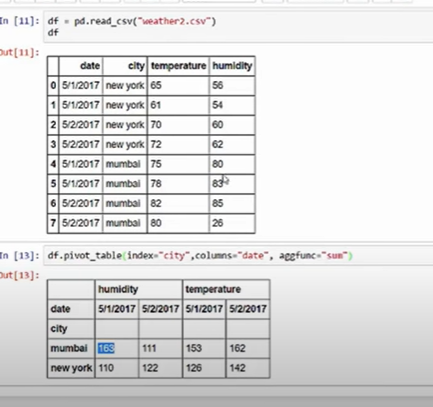 In [11]: df = pd.read_csv("weather2.csv")
df
Out[11]:
date city temperature humidity
0 5/1/2017 new york 65 56
1 5/1/2017 new york 61 54
2 5/2/2017 new york 70 60
3 5/2/2017 new york 72 62
4 5/1/2017 mumbai 75 80
5 5/1/2017 mumbai 78 83
6 5/2/2017 mumbai 82 85
7 5/2/2017 mumbai 80 26
In [13]: df.pivot_table(index="city",columns="date", aggfunc="sum")
Out[13]:
humidity temperature
date 5/1/2017 5/2/2017 5/1/2017 5/2/2017
city
mumbai 163 111 153 162
new york 110 122 126 142